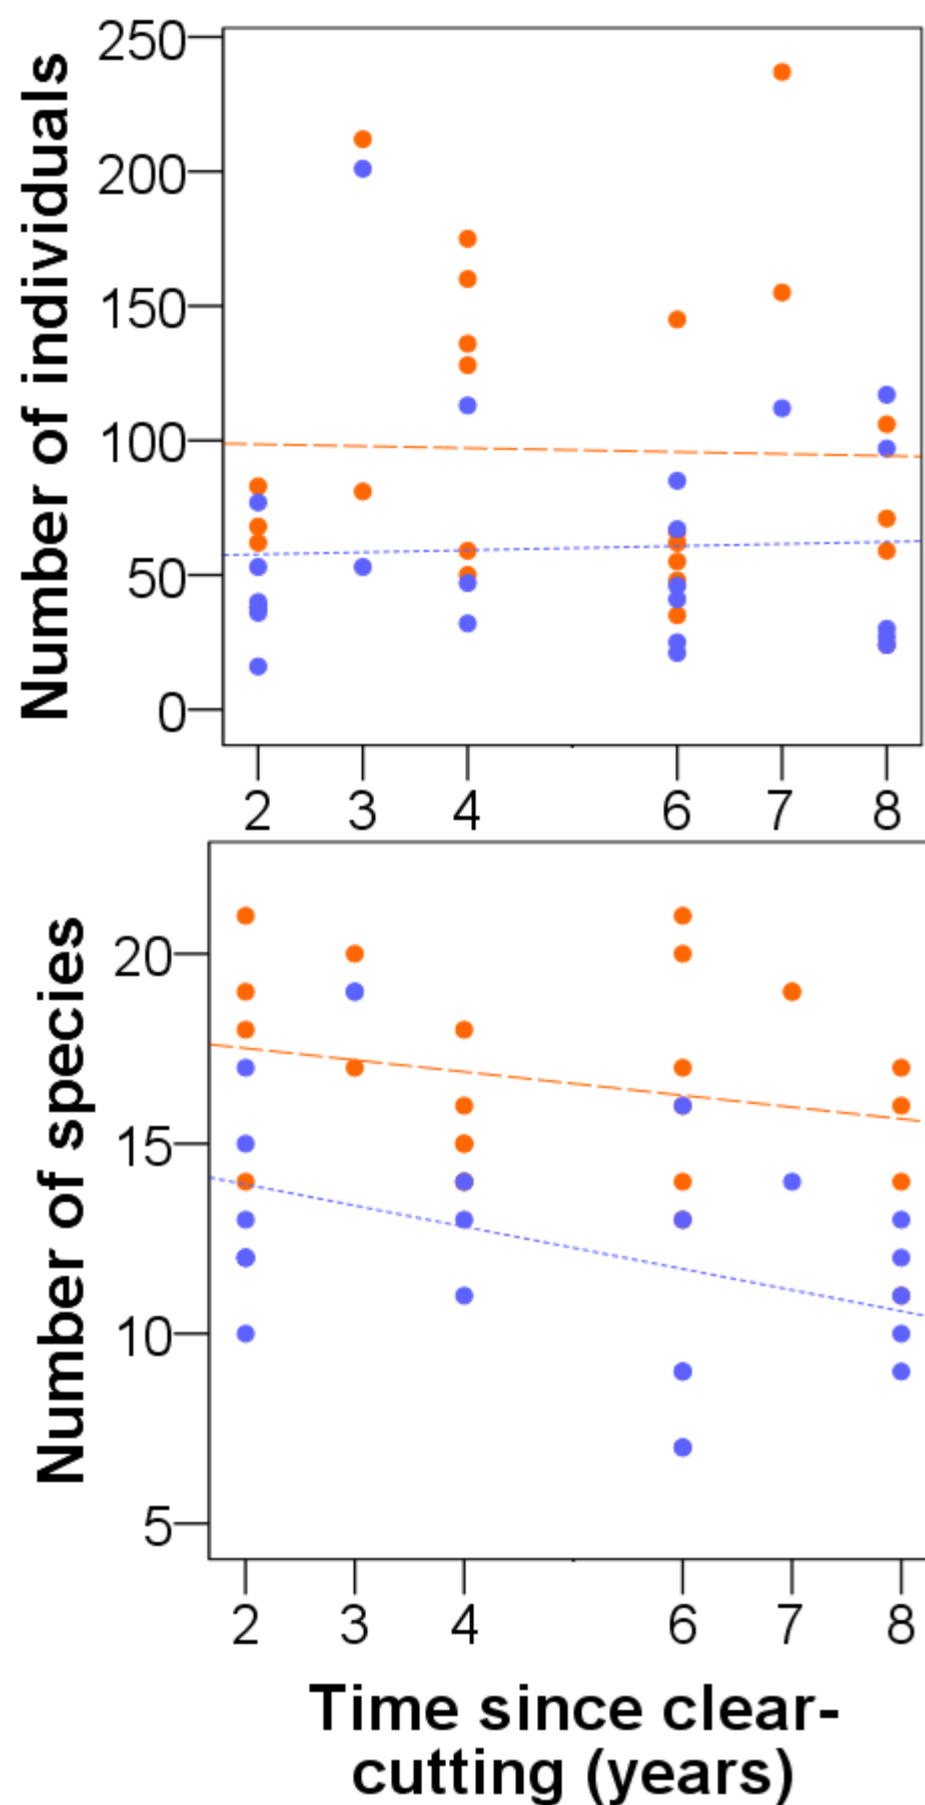 Number of individuals
250
200
150
100
50
0
2 3 4 6 7 8
Number of species
20
15
10
5
2 3 4 6 7 8
Time since clear-
cutting (years)